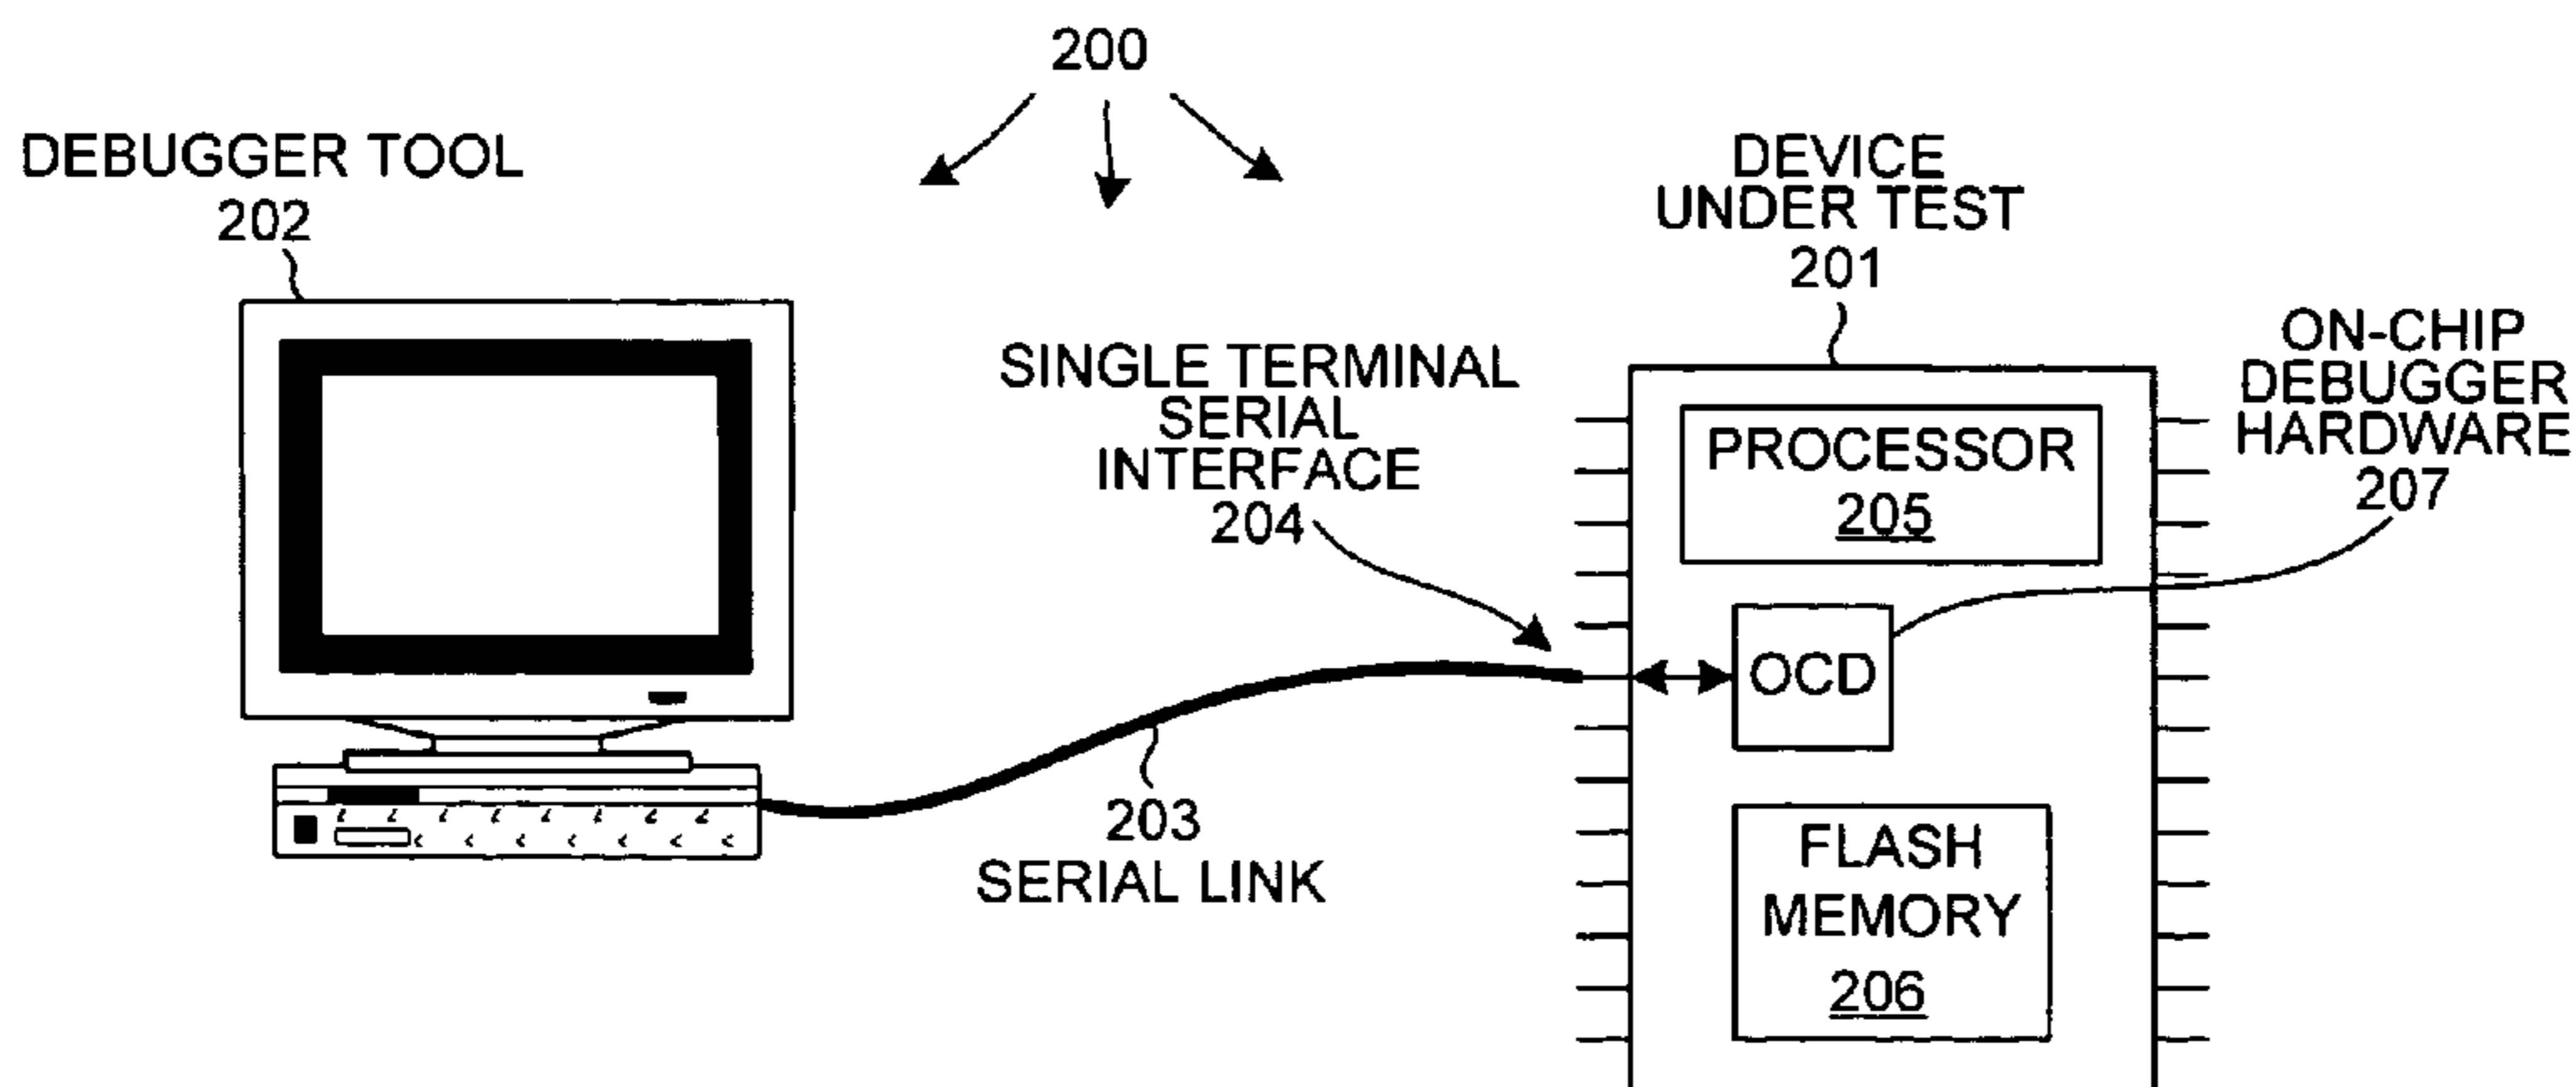 200
DEBUGGER TOOL
202
DEVICE
UNDER TEST
201
ON-CHIP
DEBUGGER
HARDWARE
207
SINGLE TERMINAL
SERIAL
INTERFACE
204
PROCESSOR
205
OCD
203
SERIAL LINK
FLASH
MEMORY
206